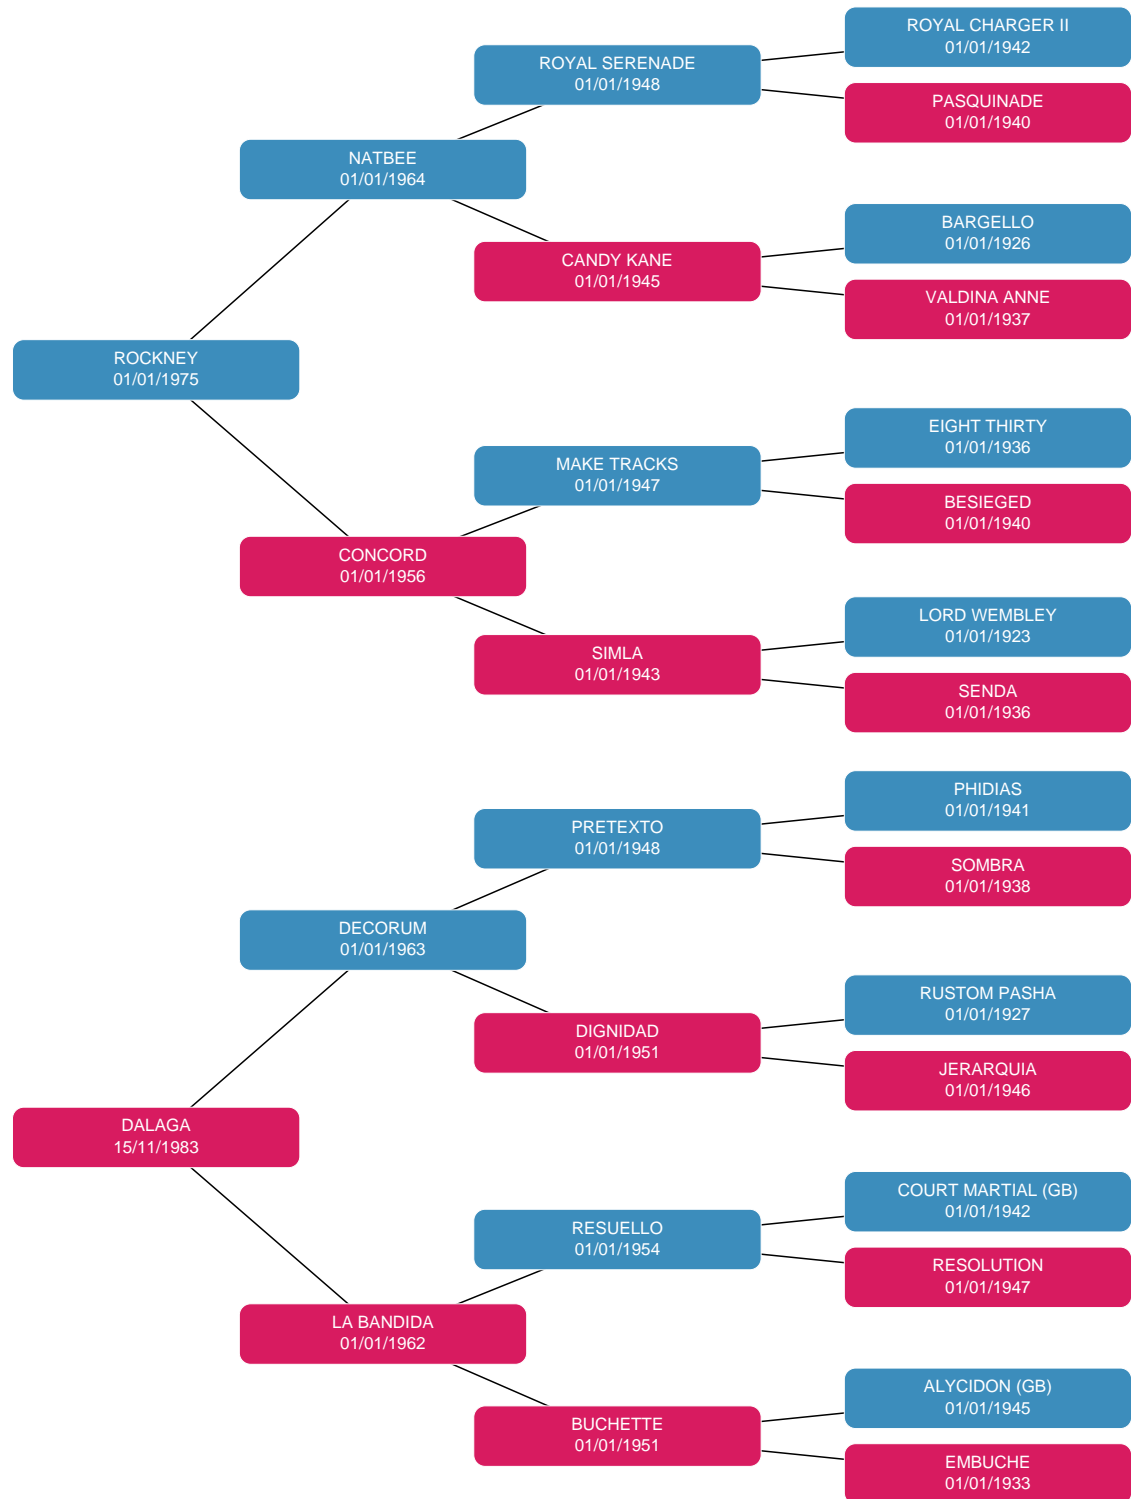 ROYAL CHARGER II
01/01/1942
ROYAL SERENADE
01/01/1948
PASQUINADE
01/01/1940
NATBEE
01/01/1964
BARGELLO
01/01/1926
CANDY KANE
01/01/1945
VALDINA ANNE
01/01/1937
ROCKNEY
01/01/1975
EIGHT THIRTY
01/01/1936
MAKE TRACKS
01/01/1947
BESIEGED
01/01/1940
CONCORD
01/01/1956
LORD WEMBLEY
01/01/1923
SIMLA
01/01/1943
SENDA
01/01/1936
PHIDIAS
01/01/1941
PRETEXTO
01/01/1948
SOMBRA
01/01/1938
DECORUM
01/01/1963
RUSTOM PASHA
01/01/1927
DIGNIDAD
01/01/1951
JERARQUIA
01/01/1946
DALAGA
15/11/1983
COURT MARTIAL (GB)
01/01/1942
RESUELLO
01/01/1954
RESOLUTION
01/01/1947
LA BANDIDA
01/01/1962
ALYCIDON (GB)
01/01/1945
BUCHETTE
01/01/1951
EMBUCHE
01/01/1933